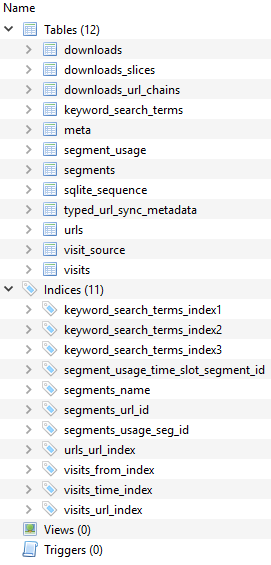 Name
Tables (12)
downloads
downloads_slices
downloads_url_chains
keyword_search_terms
meta
segment_usage
segments
sqlite_sequence
typed_url_sync_metadata
urls
visit_source
visits
Indices (11)
keyword_search_terms_index1
keyword_search_terms_index2
keyword_search_terms_index3
segment_usage_time_slot_segment_id
segments_name
segments_url_id
segments_usage_seg_id
urls_url_index
visits_from_index
visits_time_index
visits_url_index
Views (0)
Triggers (0)